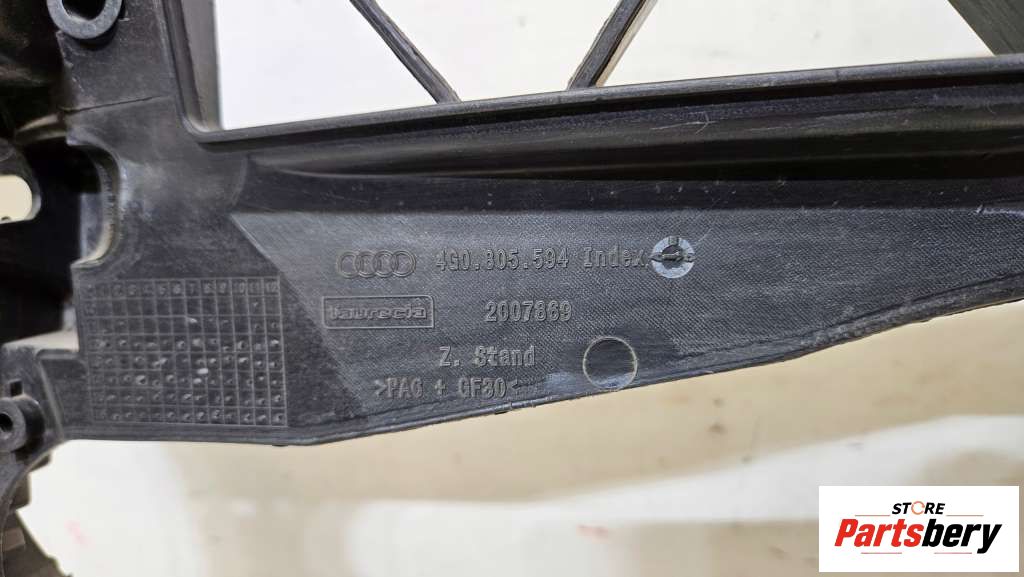 4G0.805.594 Index
faurecia
2007869
Z. Stand
>PA6 + GF30<
STORE
Partsbery